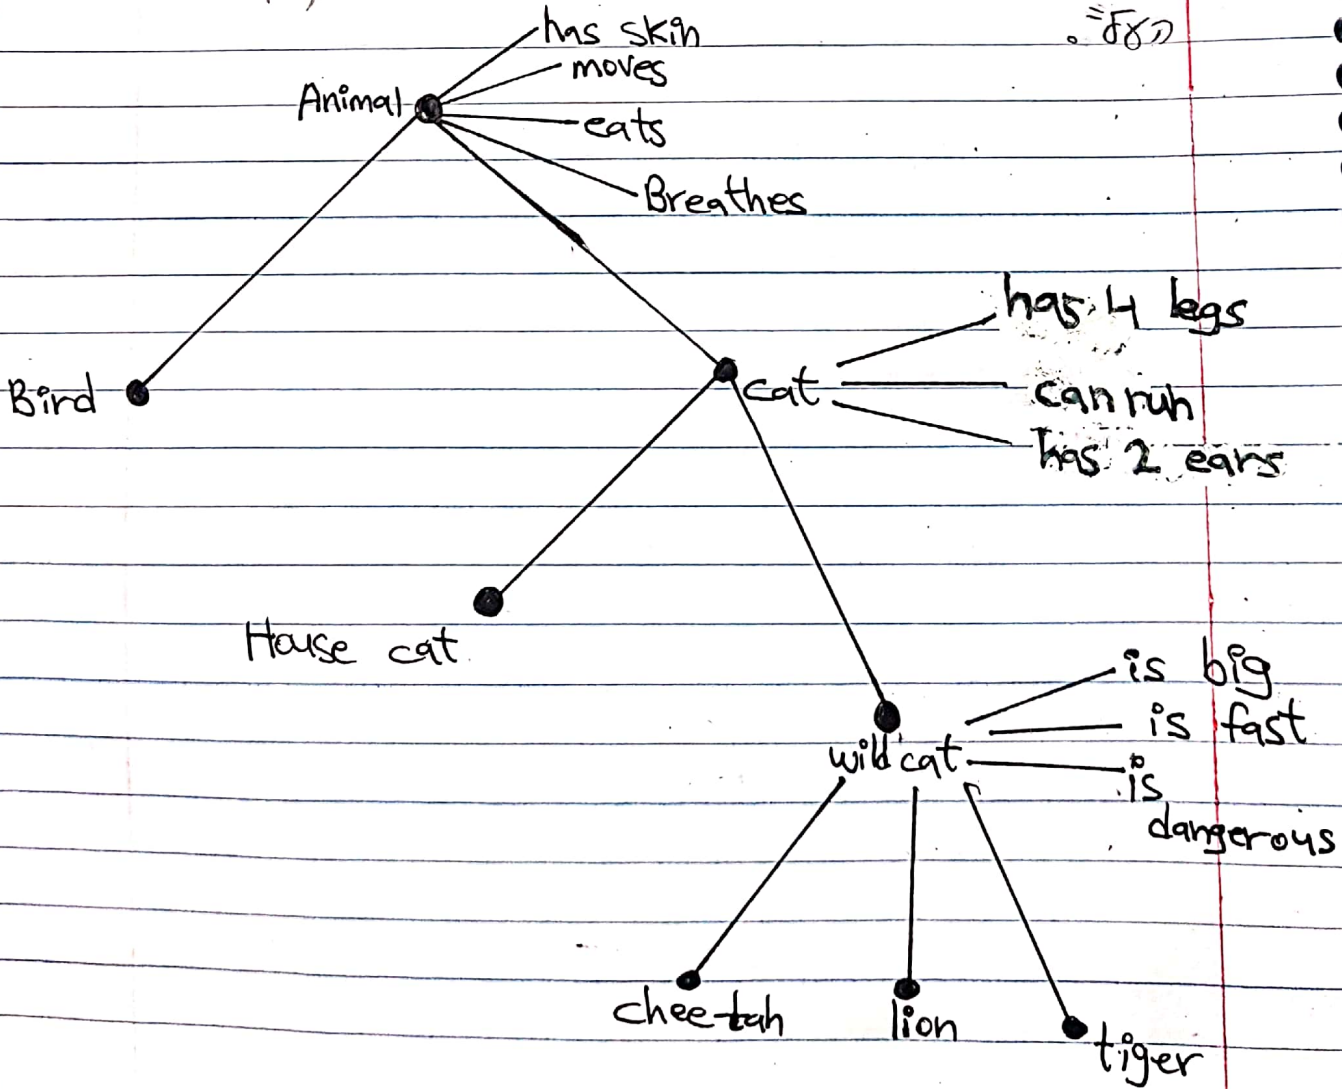 has skin
moves
Animal
eats
Breathes
has 4 legs
Bird
cat
can run
has 2 ears
House cat
is big
is fast
wild cat
is
dangerous
cheetah
lion
tiger